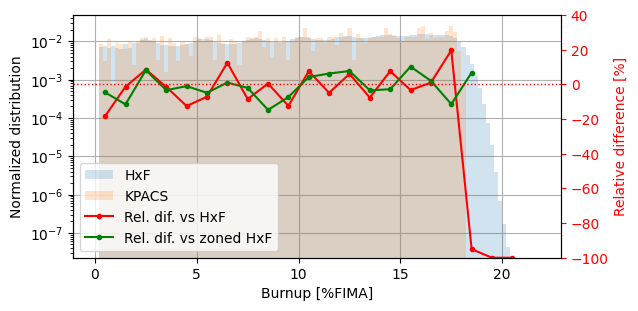 Normalized distribution
10⁻²
10⁻³
10⁻⁴
10⁻⁵
10⁻⁶
10⁻⁷
HxF
KPACS
Rel. dif. vs HxF
Rel. dif. vs zoned HxF
0
5
10
15
20
Burnup [%FIMA]
40
20
0
−20
−40
−60
−80
−100
Relative difference [%]